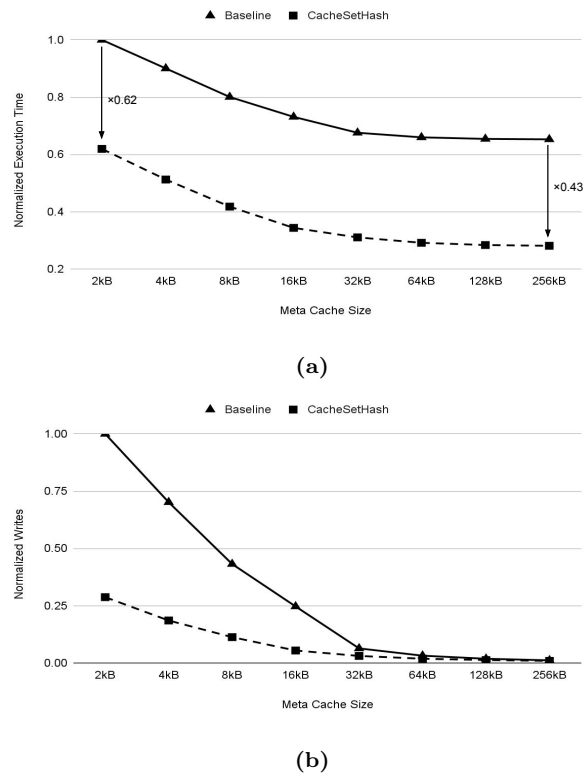 Baseline CacheSetHash
1.0
0.8
0.6
0.4
0.2
Normalized Execution Time
×0.62
×0.43
2kB 4kB 8kB 16kB 32kB 64kB 128kB 256kB
Meta Cache Size
(a)
Baseline CacheSetHash
1.00
0.75
0.50
0.25
0.00
Normalized Writes
2kB 4kB 8kB 16kB 32kB 64kB 128kB 256kB
Meta Cache Size
(b)